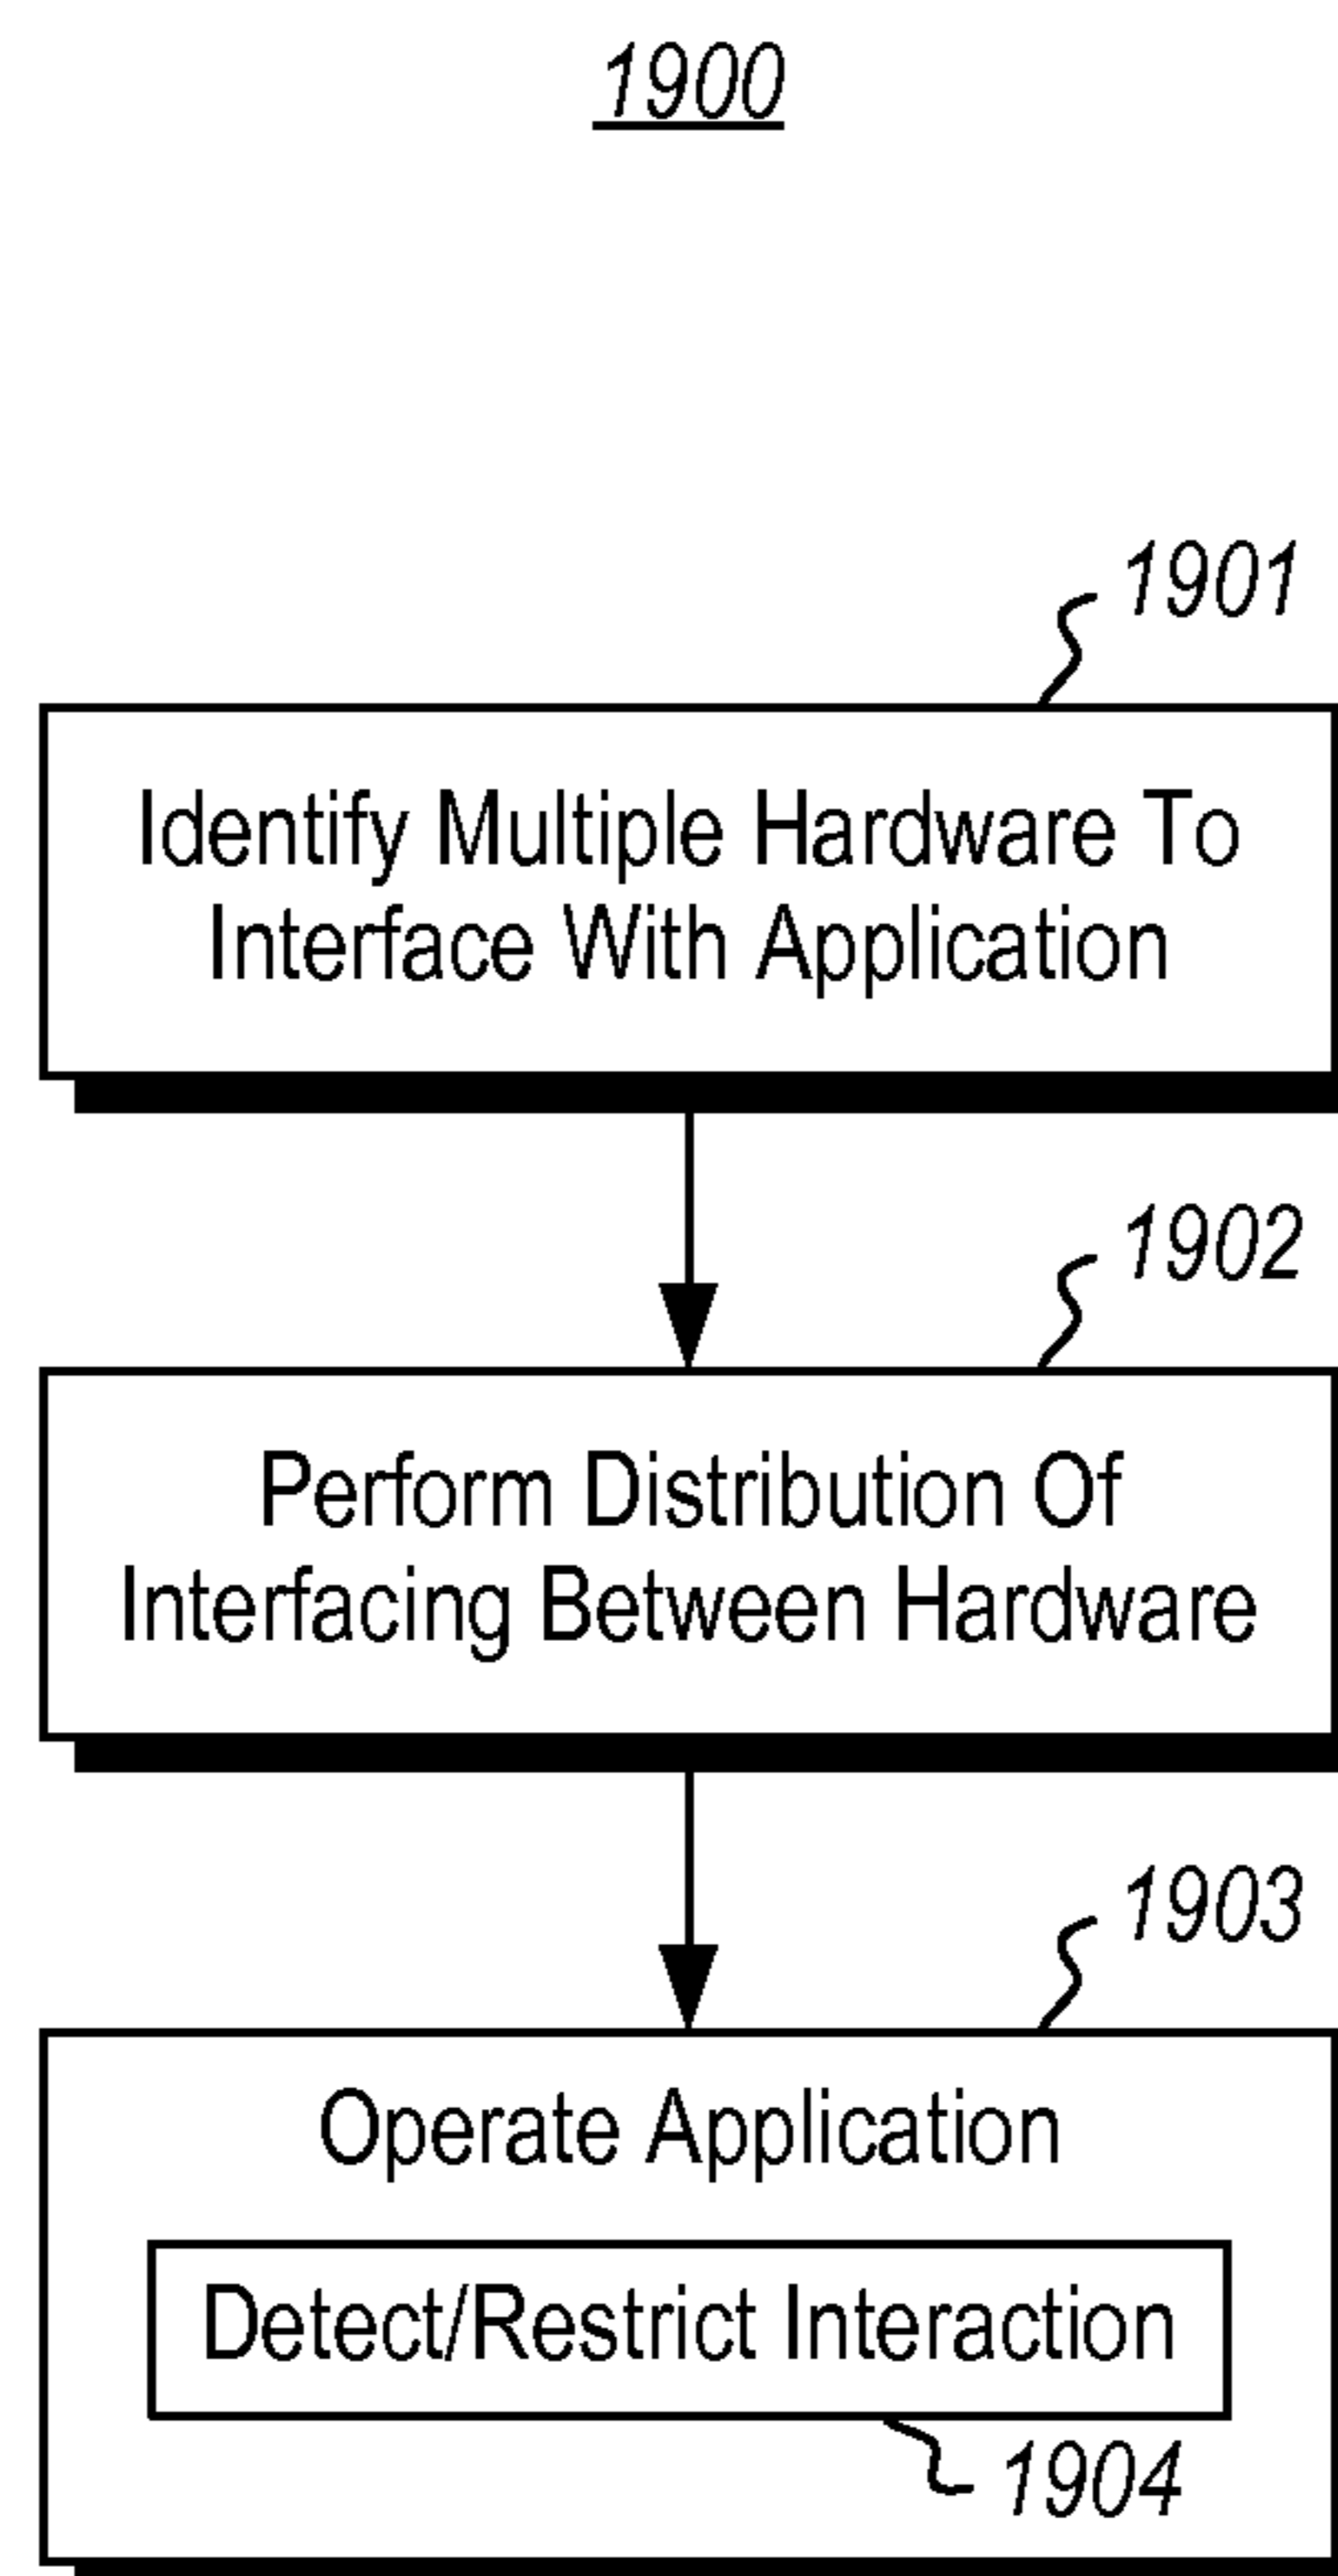 1900
1901
Identify Multiple Hardware To
Interface With Application
1902
Perform Distribution Of
Interfacing Between Hardware
1903
Operate Application
Detect/Restrict Interaction
1904